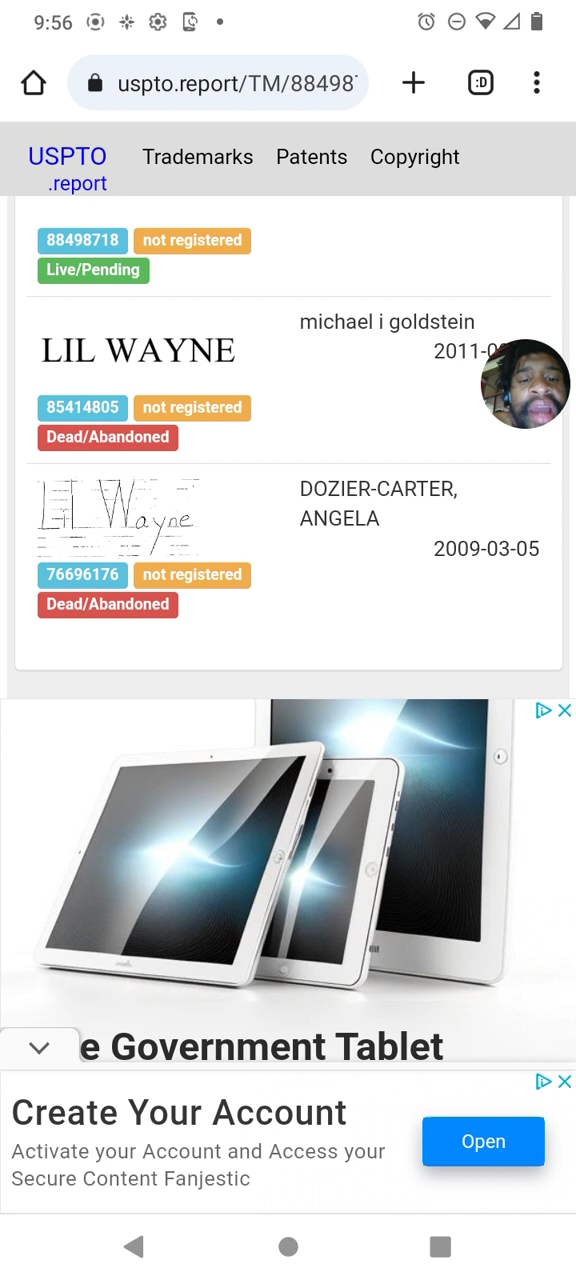 9:56
uspto.report/TM/88498
:D
USPTO
.report
Trademarks Patents Copyright
88498718 not registered
Live/Pending
michael i goldstein
LIL WAYNE
2011-0
85414805 not registered
Dead/Abandoned
DOZIER-CARTER,
ANGELA
Lil Wayne
2009-03-05
76696176 not registered
Dead/Abandoned
e Government Tablet
Create Your Account
Activate your Account and Access your
Secure Content Fanjestic
Open